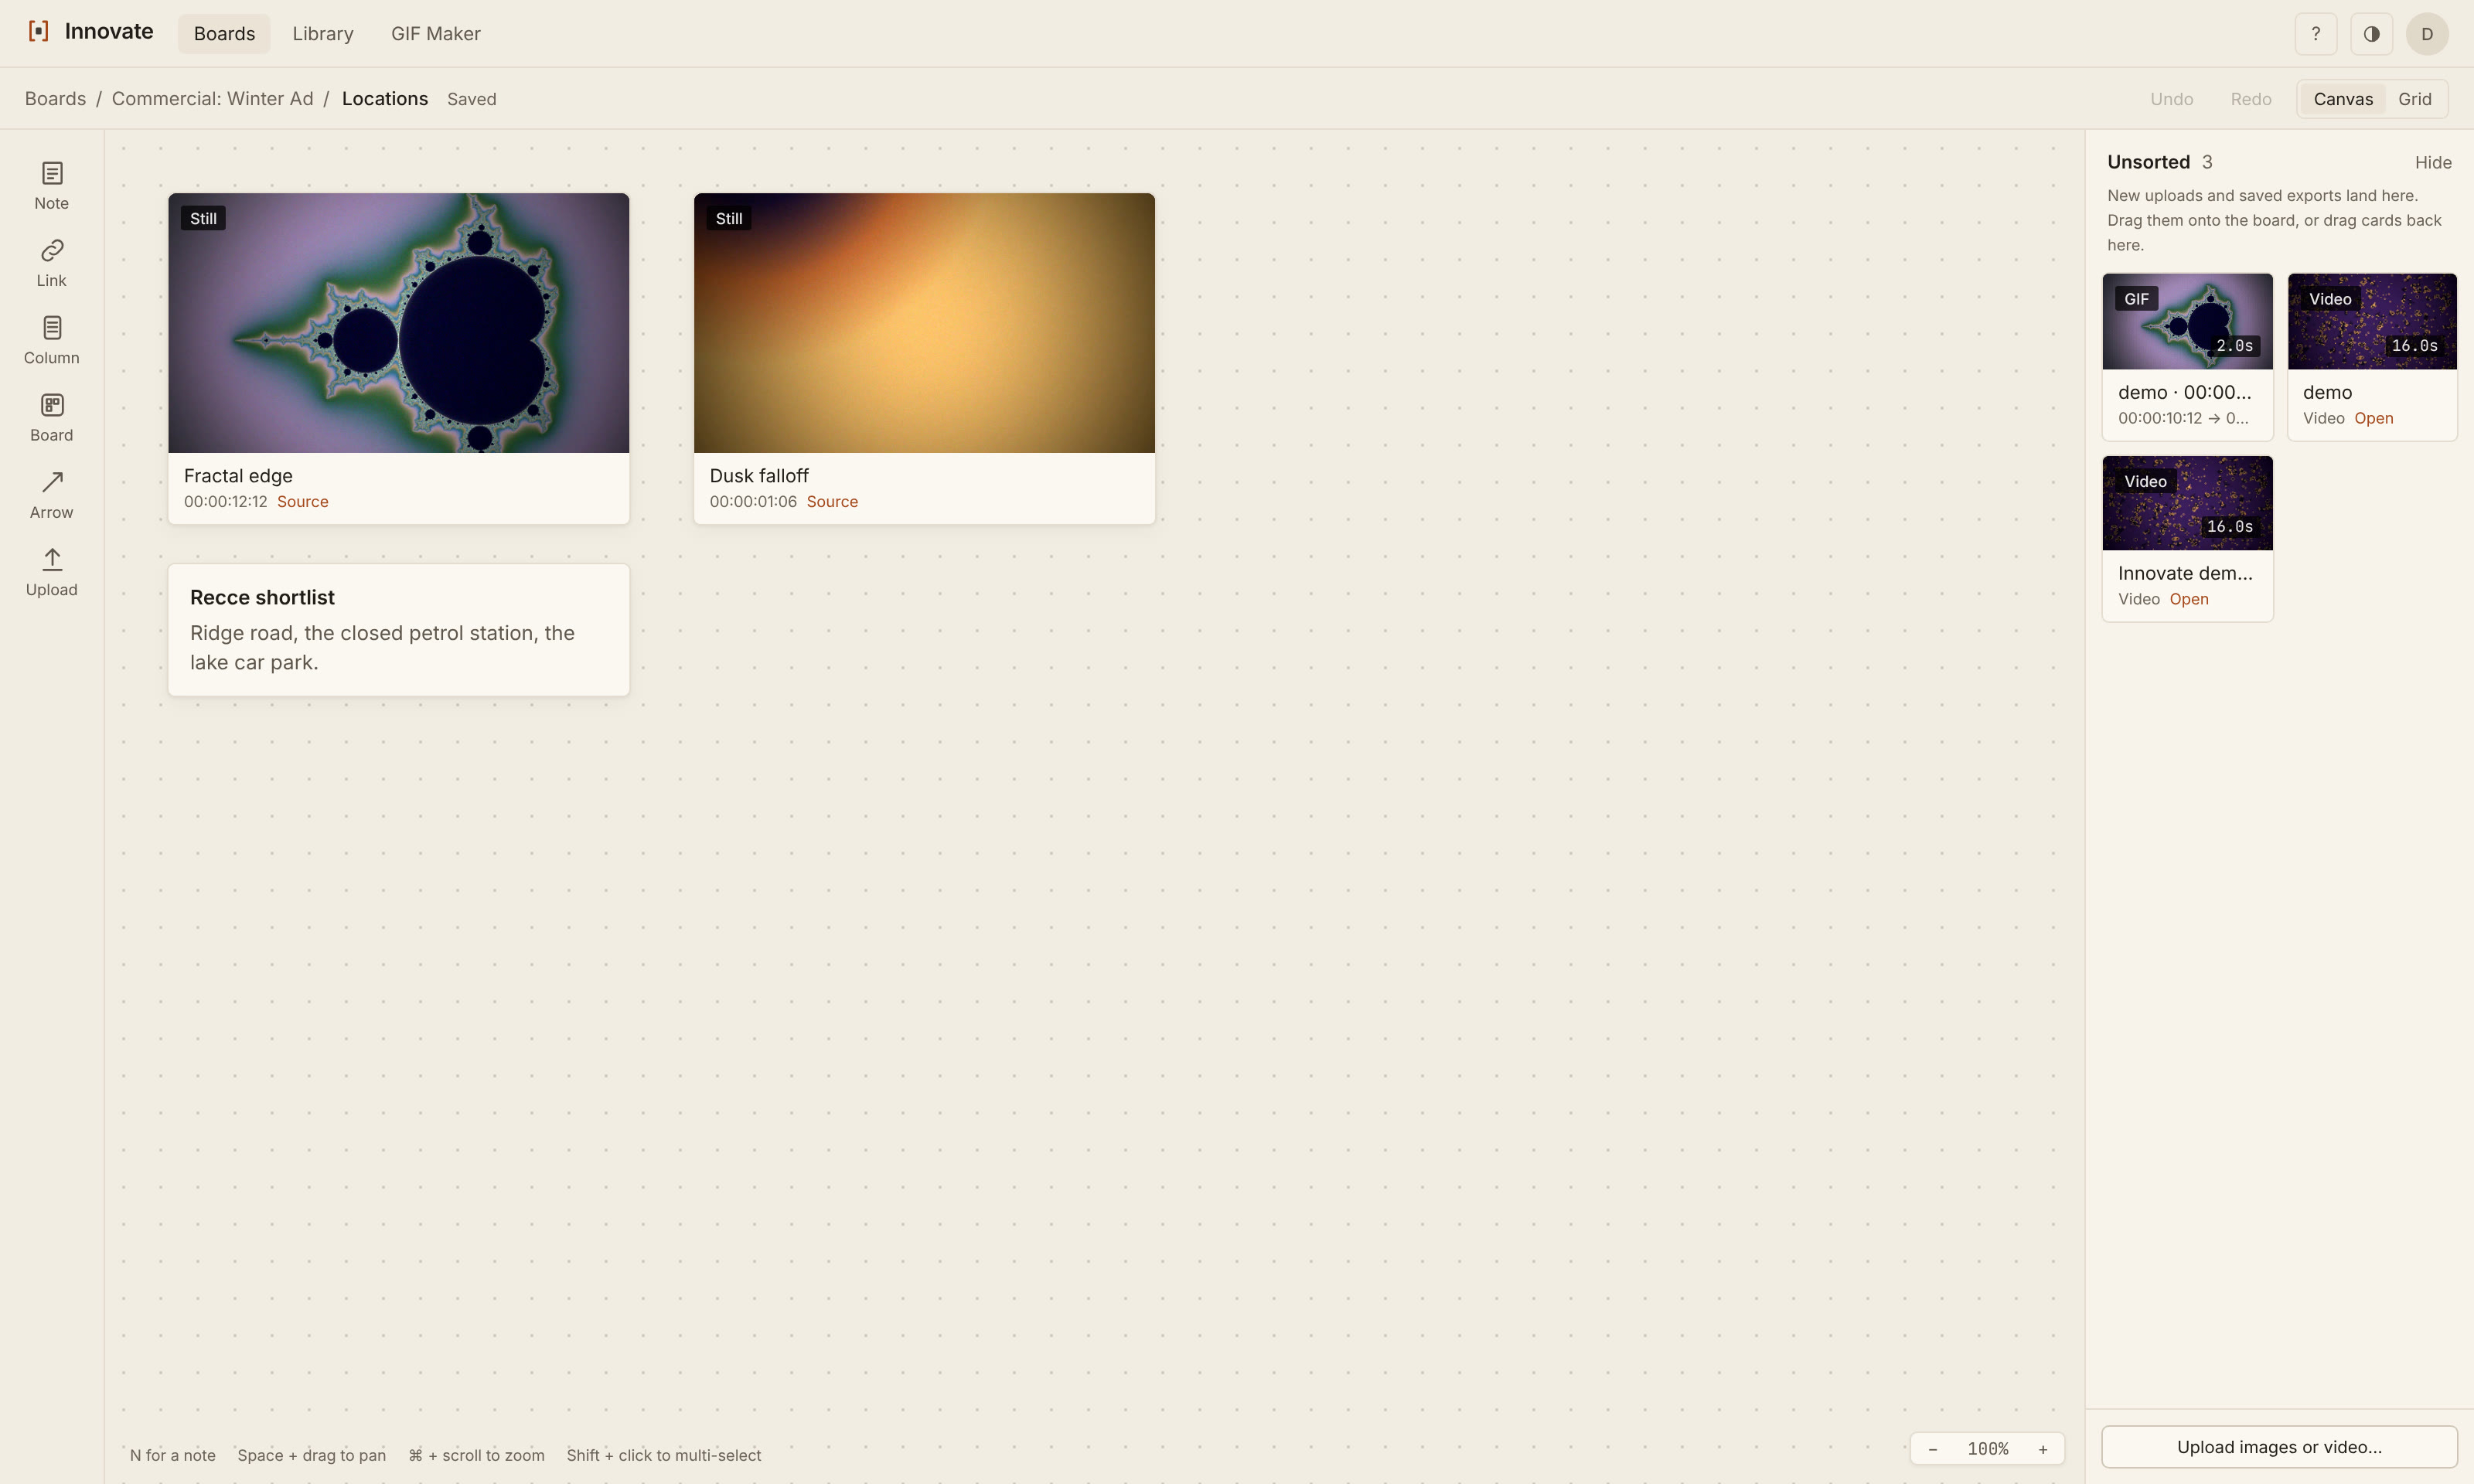 Innovate
Boards
Library
GIF Maker
?
D
Boards / Commercial: Winter Ad / Locations Saved
Undo
Redo
Canvas
Grid
Note
Link
Column
Board
Arrow
Upload
Still
Fractal edge
00:00:12:12 Source
Still
Dusk falloff
00:00:01:06 Source
Recce shortlist
Ridge road, the closed petrol station, the
lake car park.
Unsorted 3
Hide
New uploads and saved exports land here.
Drag them onto the board, or drag cards back
here.
GIF
2.0s
demo · 00:00...
00:00:10:12 → 0...
Video
16.0s
demo
Video Open
Video
16.0s
Innovate dem...
Video Open
N for a note
Space + drag to pan
⌘ + scroll to zoom
Shift + click to multi-select
− 100% +
Upload images or video...